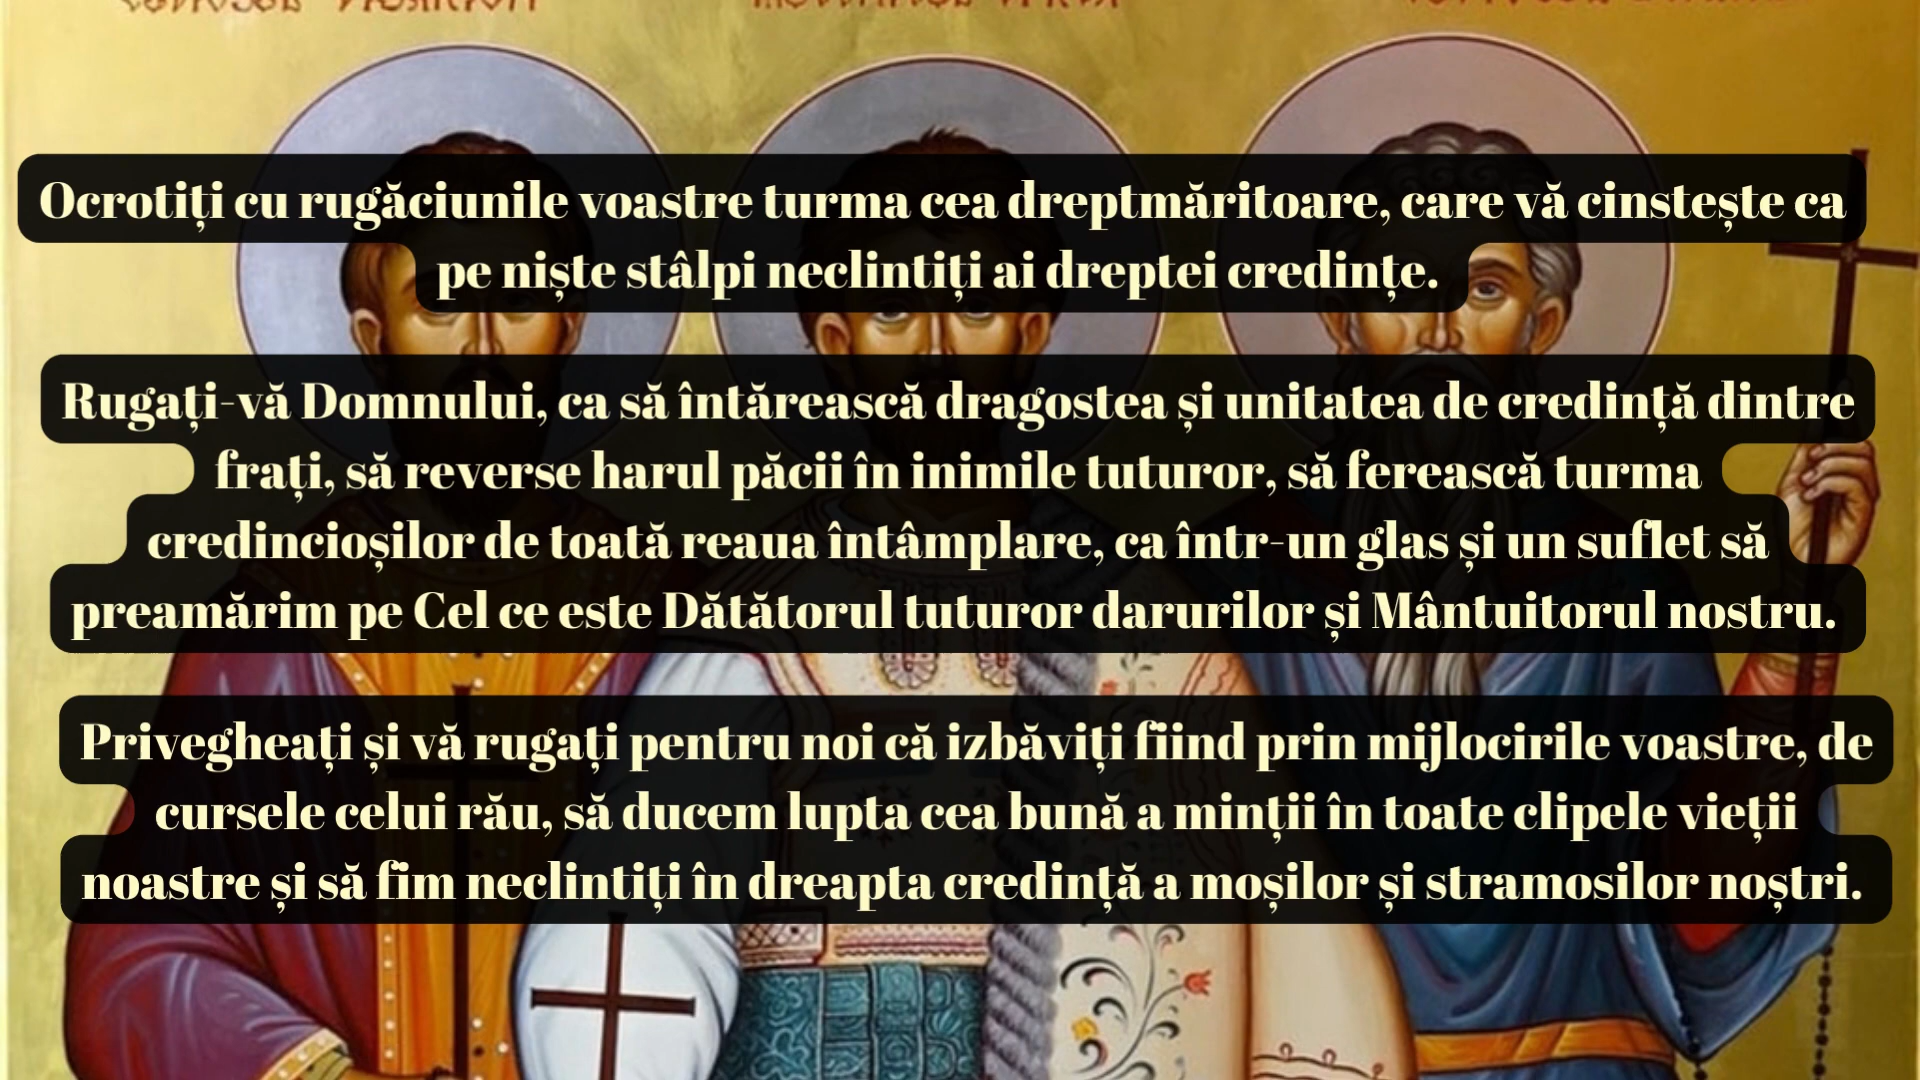 Ocrotiți cu rugăciunile voastre turma cea dreptmăritoare, care vă cinstește ca
pe niște stâlpi neclintiți ai dreptei credințe.
Rugați-vă Domnului, ca să întărească dragostea și unitatea de credință dintre
frați, să reverse harul păcii în inimile tuturor, să ferească turma
credincioșilor de toată reaua întâmplare, ca într-un glas și un suflet să
preamărim pe Cel ce este Dătătorul tuturor darurilor și Mântuitorul nostru.
Privegheați și vă rugați pentru noi că izbăviți fiind prin mijlocirile voastre, de
cursele celui rău, să ducem lupta cea bună a minții în toate clipele vieții
noastre și să fim neclintiți în dreapta credință a moșilor și stramosilor noștri.